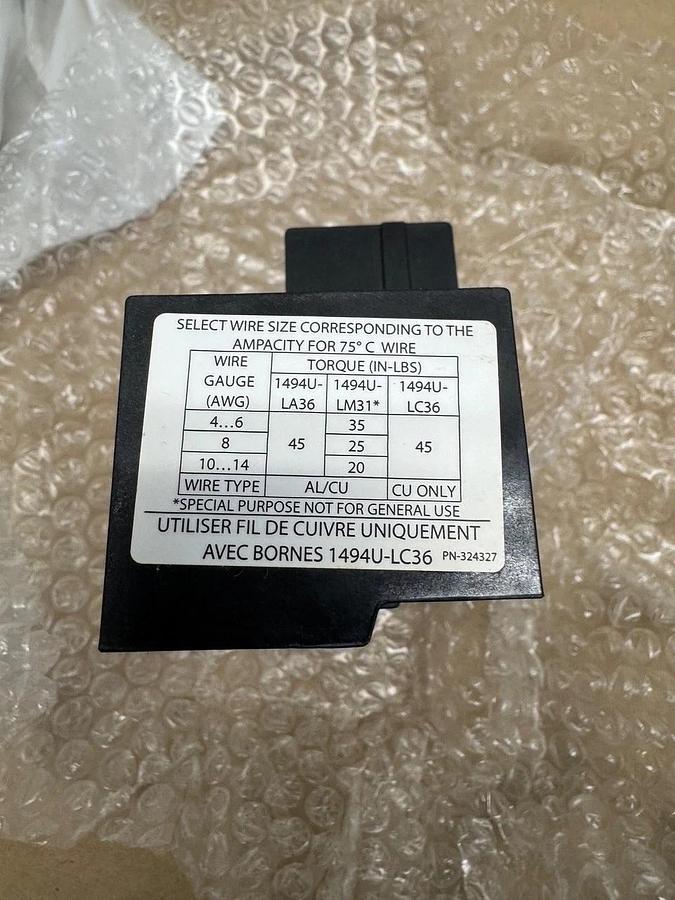 SELECT WIRE SIZE CORRESPONDING TO THE
AMPACITY FOR 75° C WIRE
WIRE GAUGE (AWG) TORQUE (IN-LBS)
1494U-LA36 1494U-LM31* 1494U-LC36
4...6 45 35 45
8 25
10...14 20
WIRE TYPE AL/CU CU ONLY
*SPECIAL PURPOSE NOT FOR GENERAL USE
UTILISER FIL DE CUIVRE UNIQUEMENT
AVEC BORNES 1494U-LC36 PN-324327